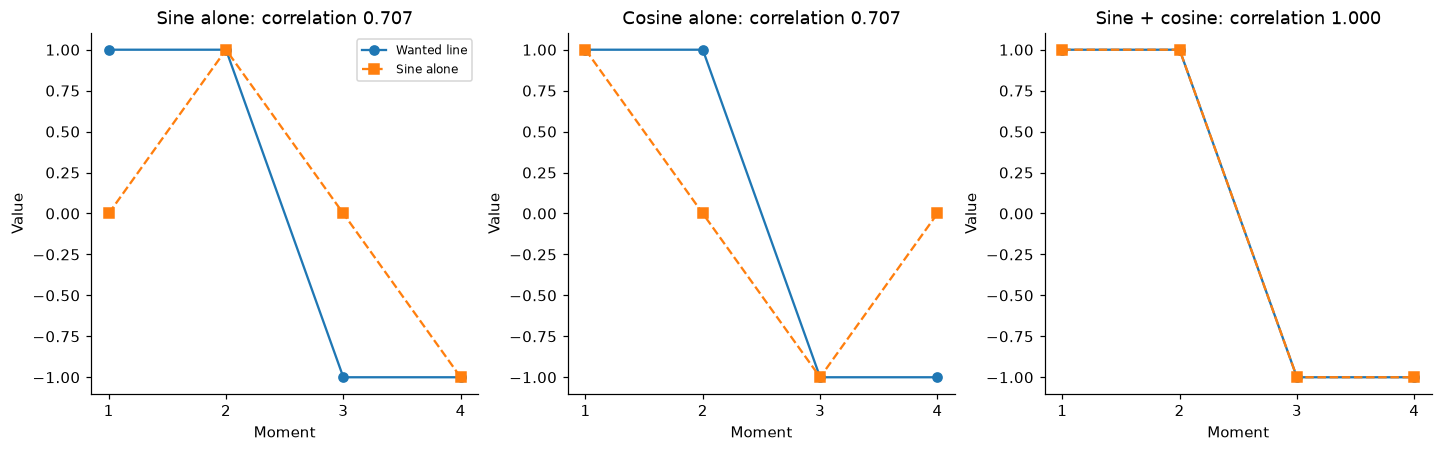 Sine alone: correlation 0.707
Value
1.00
0.75
0.50
0.25
0.00
−0.25
−0.50
−0.75
−1.00
Wanted line
Sine alone
1 2 3 4
Moment
Cosine alone: correlation 0.707
Value
1.00
0.75
0.50
0.25
0.00
−0.25
−0.50
−0.75
−1.00
1 2 3 4
Moment
Sine + cosine: correlation 1.000
Value
1.00
0.75
0.50
0.25
0.00
−0.25
−0.50
−0.75
−1.00
1 2 3 4
Moment